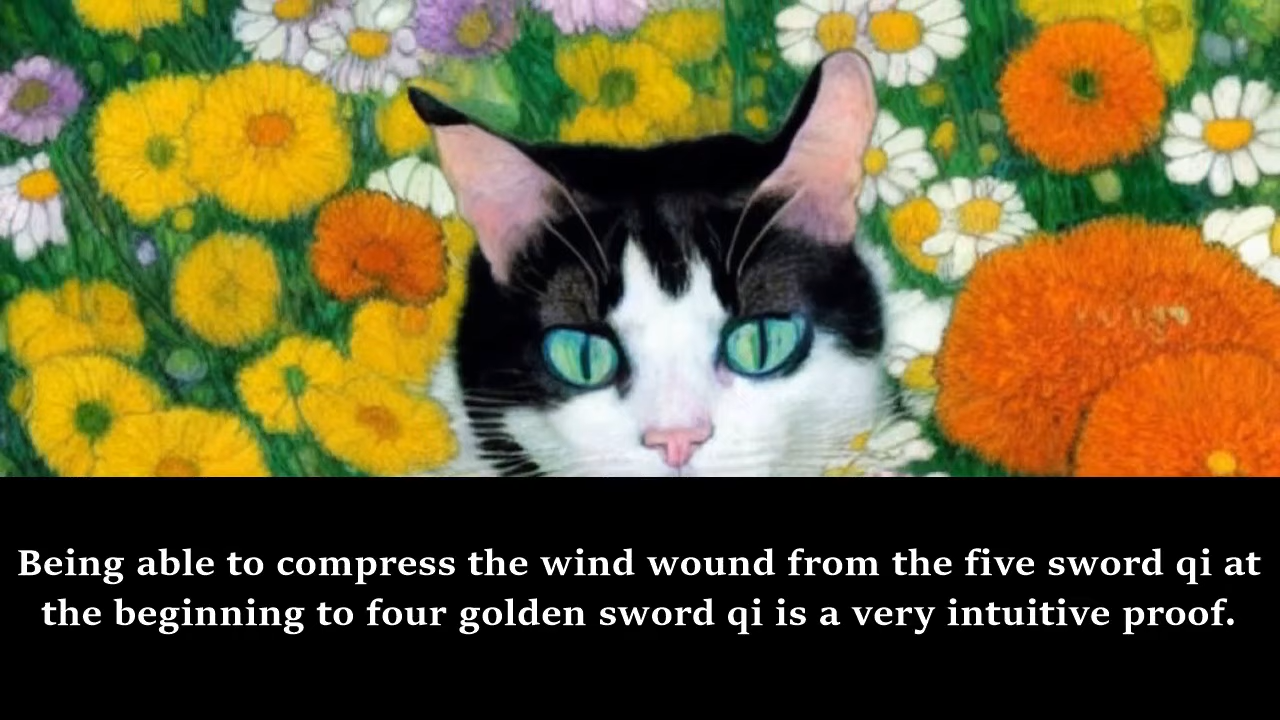 Being able to compress the wind wound from the five sword qi at
the beginning to four golden sword qi is a very intuitive proof.